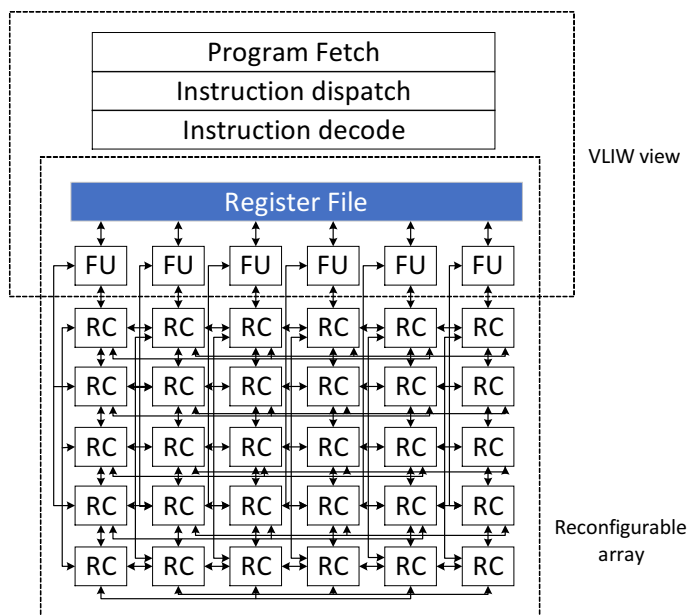 Program Fetch
Instruction dispatch
Instruction decode
VLIW view
Register File
FU FU FU FU FU FU
RC RC RC RC RC RC
RC RC RC RC RC RC
RC RC RC RC RC RC
RC RC RC RC RC RC
Reconfigurable
array
RC RC RC RC RC RC